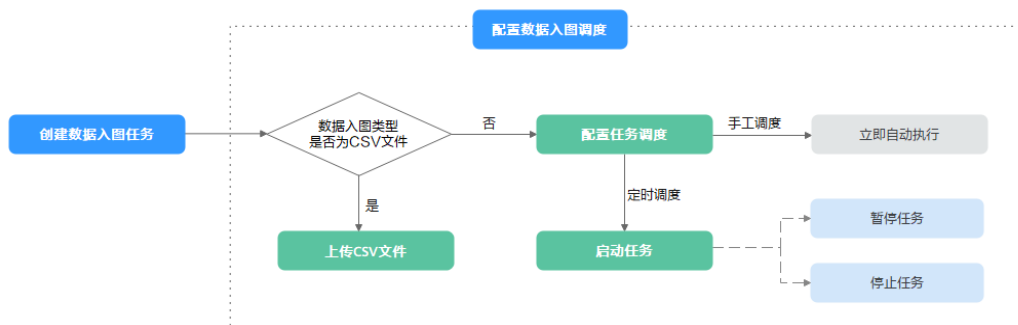 配置数据入图调度
创建数据入图任务
数据入图类型
是否为CSV文件
否
配置任务调度
手工调度
立即自动执行
是
定时调度
上传CSV文件
启动任务
暂停任务
停止任务